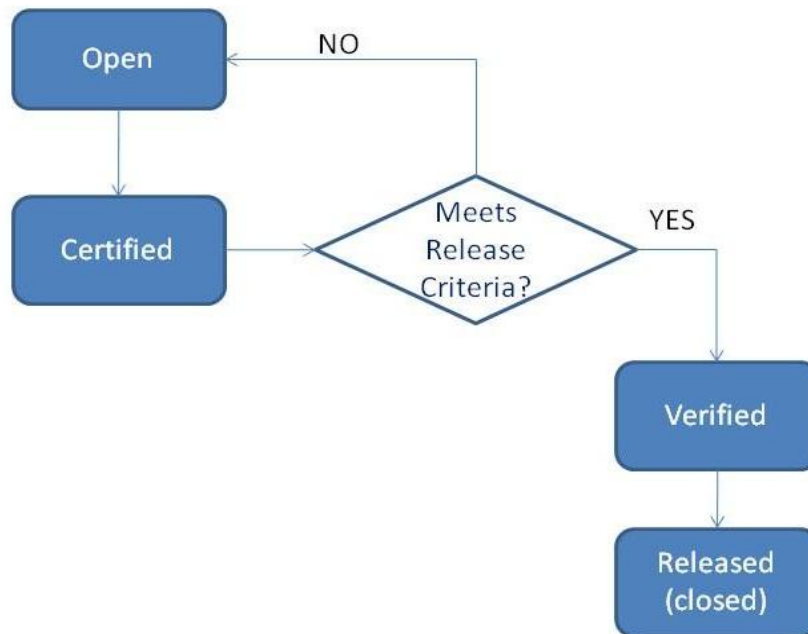 Open
NO
Certified
Meets
Release
Criteria?
YES
Verified
Released
(closed)